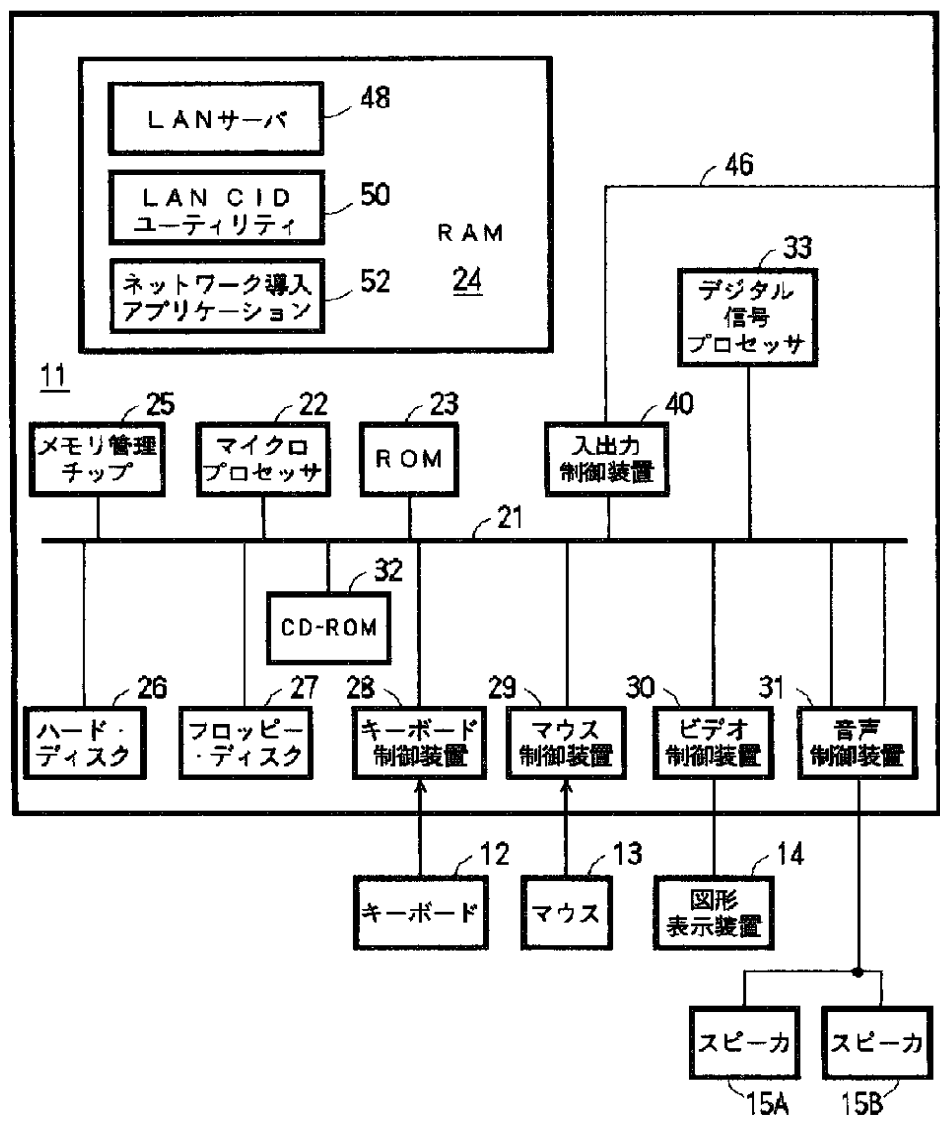 48
LANサーバ
46
LAN CID
ユーティリティ
50
RAM
24
33
デジタル
信号
プロセッサ
ネットワーク導入
アプリケーション
52
11
25
22
23
40
メモリ管理
チップ
マイクロ
プロセッサ
ROM
入出力
制御装置
21
32
CD-ROM
26
27
28
29
30
31
ハード・
ディスク
フロッピー
・ディスク
キーボード
制御装置
マウス
制御装置
ビデオ
制御装置
音声
制御装置
12
13
14
キーボード
マウス
図形
表示装置
スピーカ
スピーカ
15A
15B